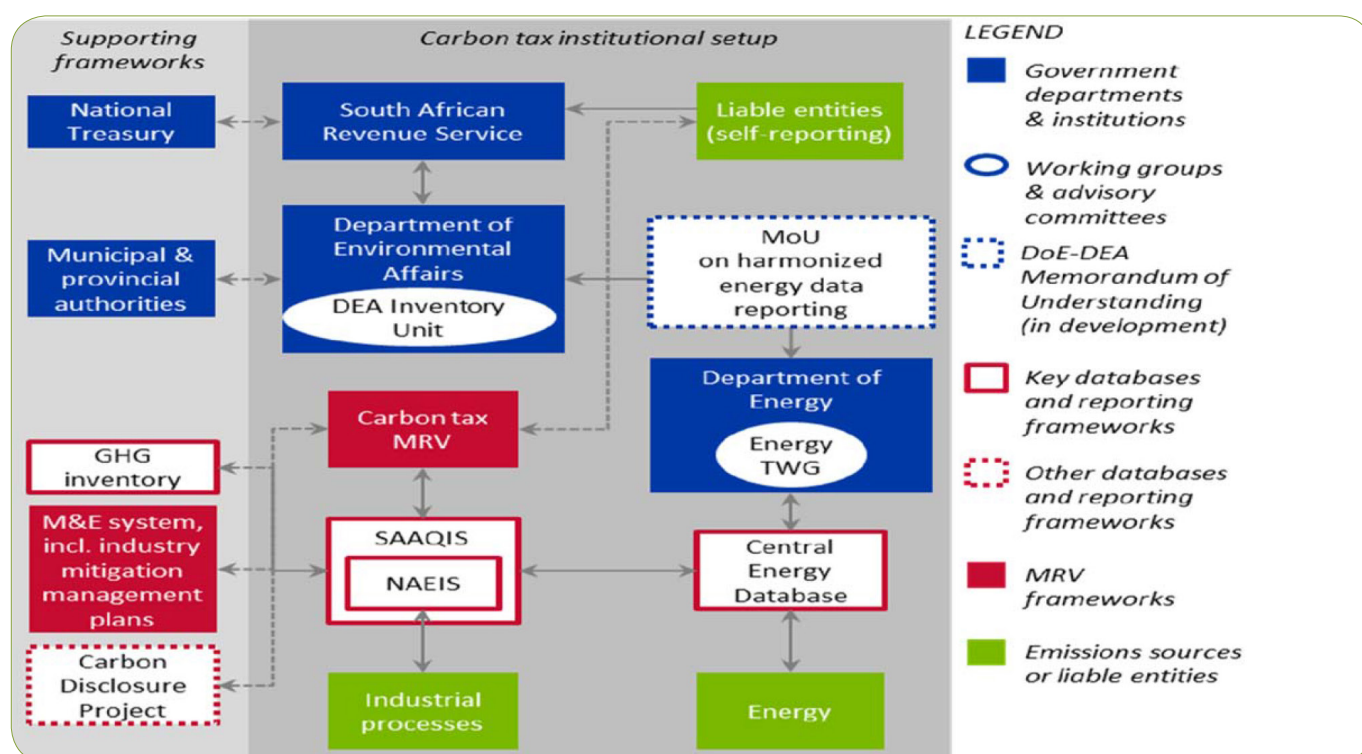 Supporting
frameworks
Carbon tax institutional setup
National
Treasury
South African
Revenue Service
Liable entities
(self-reporting)
Municipal &
provincial
authorities
Department of
Environmental
Affairs
DEA Inventory
Unit
MoU
on harmonized
energy data
reporting
Department of
Energy
Energy
TWG
Carbon tax
MRV
GHG
inventory
M&E system,
incl. industry
mitigation
management
plans
SAAQIS
NAEIS
Central
Energy
Database
Carbon
Disclosure
Project
Industrial
processes
Energy
LEGEND
Government
departments
& institutions
Working groups
& advisory
committees
DoE-DEA
Memorandum of
Understanding
(in development)
Key databases
and reporting
frameworks
Other databases
and reporting
frameworks
MRV
frameworks
Emissions sources
or liable entities